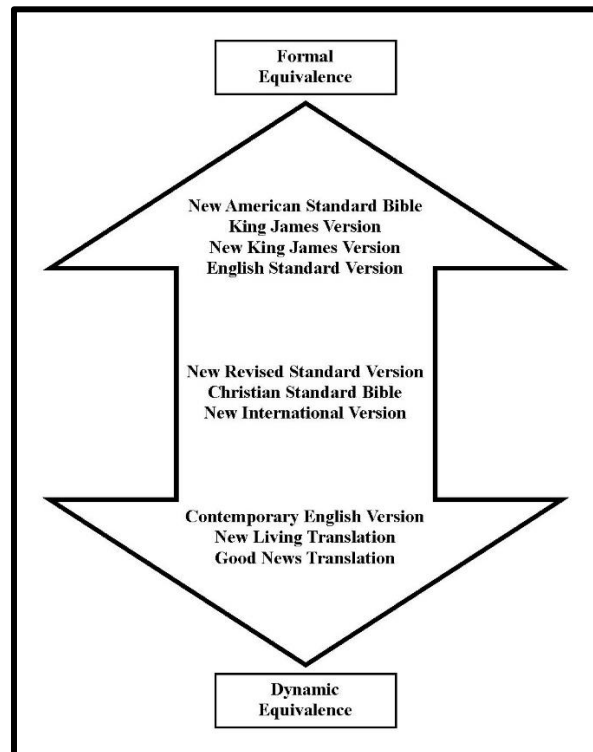 Formal
Equivalence
New American Standard Bible
King James Version
New King James Version
English Standard Version
New Revised Standard Version
Christian Standard Bible
New International Version
Contemporary English Version
New Living Translation
Good News Translation
Dynamic
Equivalence